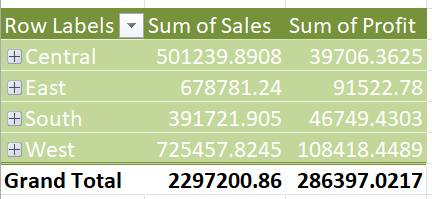 Row Labels Sum of Sales Sum of Profit
Central 501239.8908 39706.3625
East 678781.24 91522.78
South 391721.905 46749.4303
West 725457.8245 108418.4489
Grand Total 2297200.86 286397.0217